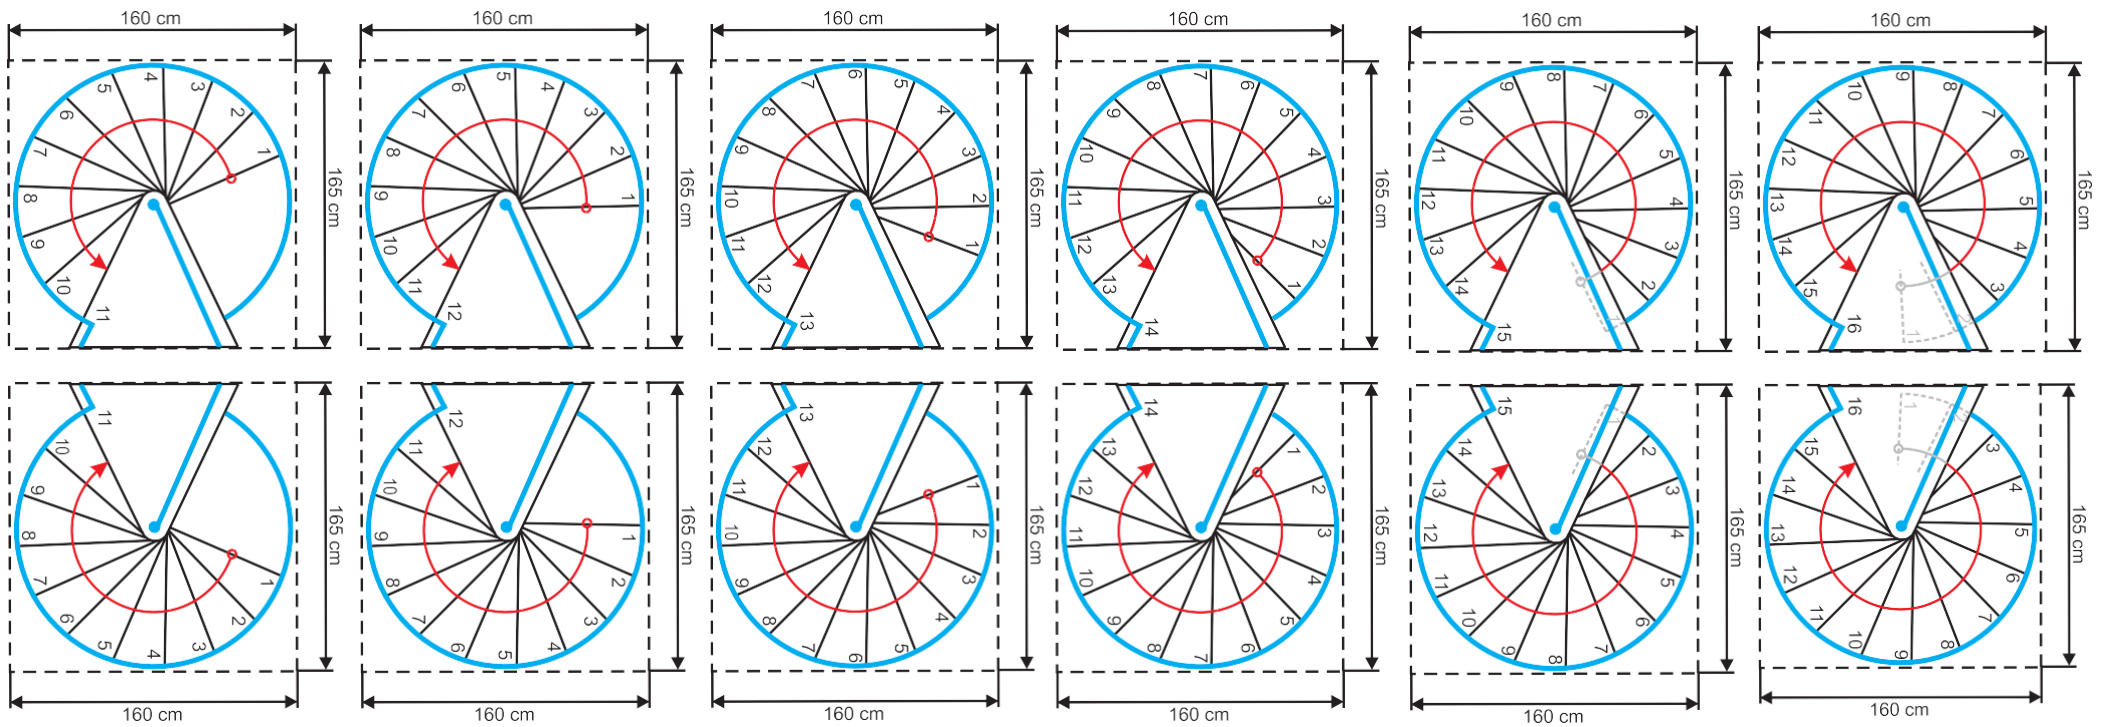 160 cm 160 cm 160 cm 160 cm 160 cm 160 cm
1 2 3 4 5 6 7 8 9 10 11
165 cm
1 2 3 4 5 6 7 8 9 10 11 12
165 cm
1 2 3 4 5 6 7 8 9 10 11 12 13
165 cm
1 2 3 4 5 6 7 8 9 10 11 12 13 14
165 cm
1 2 3 4 5 6 7 8 9 10 11 12 13 14 15
165 cm
1 2 3 4 5 6 7 8 9 10 11 12 13 14 15 16
165 cm
1 2 3 4 5 6 7 8 9 10 11
165 cm
1 2 3 4 5 6 7 8 9 10 11 12
165 cm
1 2 3 4 5 6 7 8 9 10 11 12 13
165 cm
1 2 3 4 5 6 7 8 9 10 11 12 13 14
165 cm
1 2 3 4 5 6 7 8 9 10 11 12 13 14 15
165 cm
1 2 3 4 5 6 7 8 9 10 11 12 13 14 15 16
165 cm
160 cm 160 cm 160 cm 160 cm 160 cm 160 cm